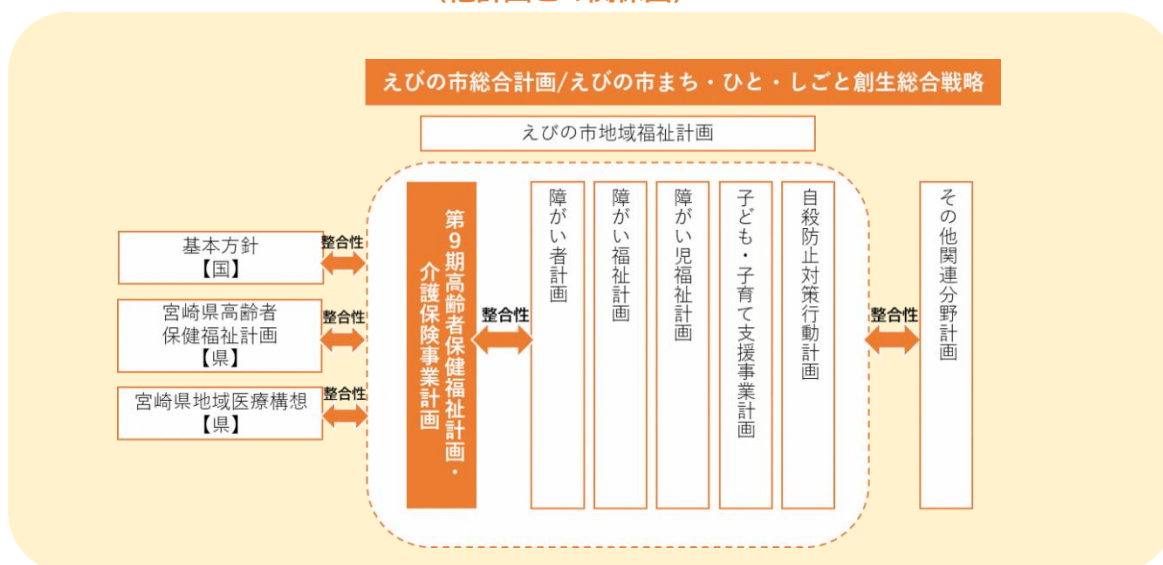 えびの市総合計画/えびの市まち・ひと・しごと創生総合戦略
えびの市地域福祉計画
基本方針
【国】
整合性
宮崎県高齢者
保健福祉計画
【県】
整合性
宮崎県地域医療構想
【県】
整合性
第9期高齢者保健福祉計画・
介護保険事業計画
整合性
障がい者計画
障がい福祉計画
障がい児福祉計画
子ども・子育て支援事業計画
自殺防止対策行動計画
整合性
その他関連分野計画